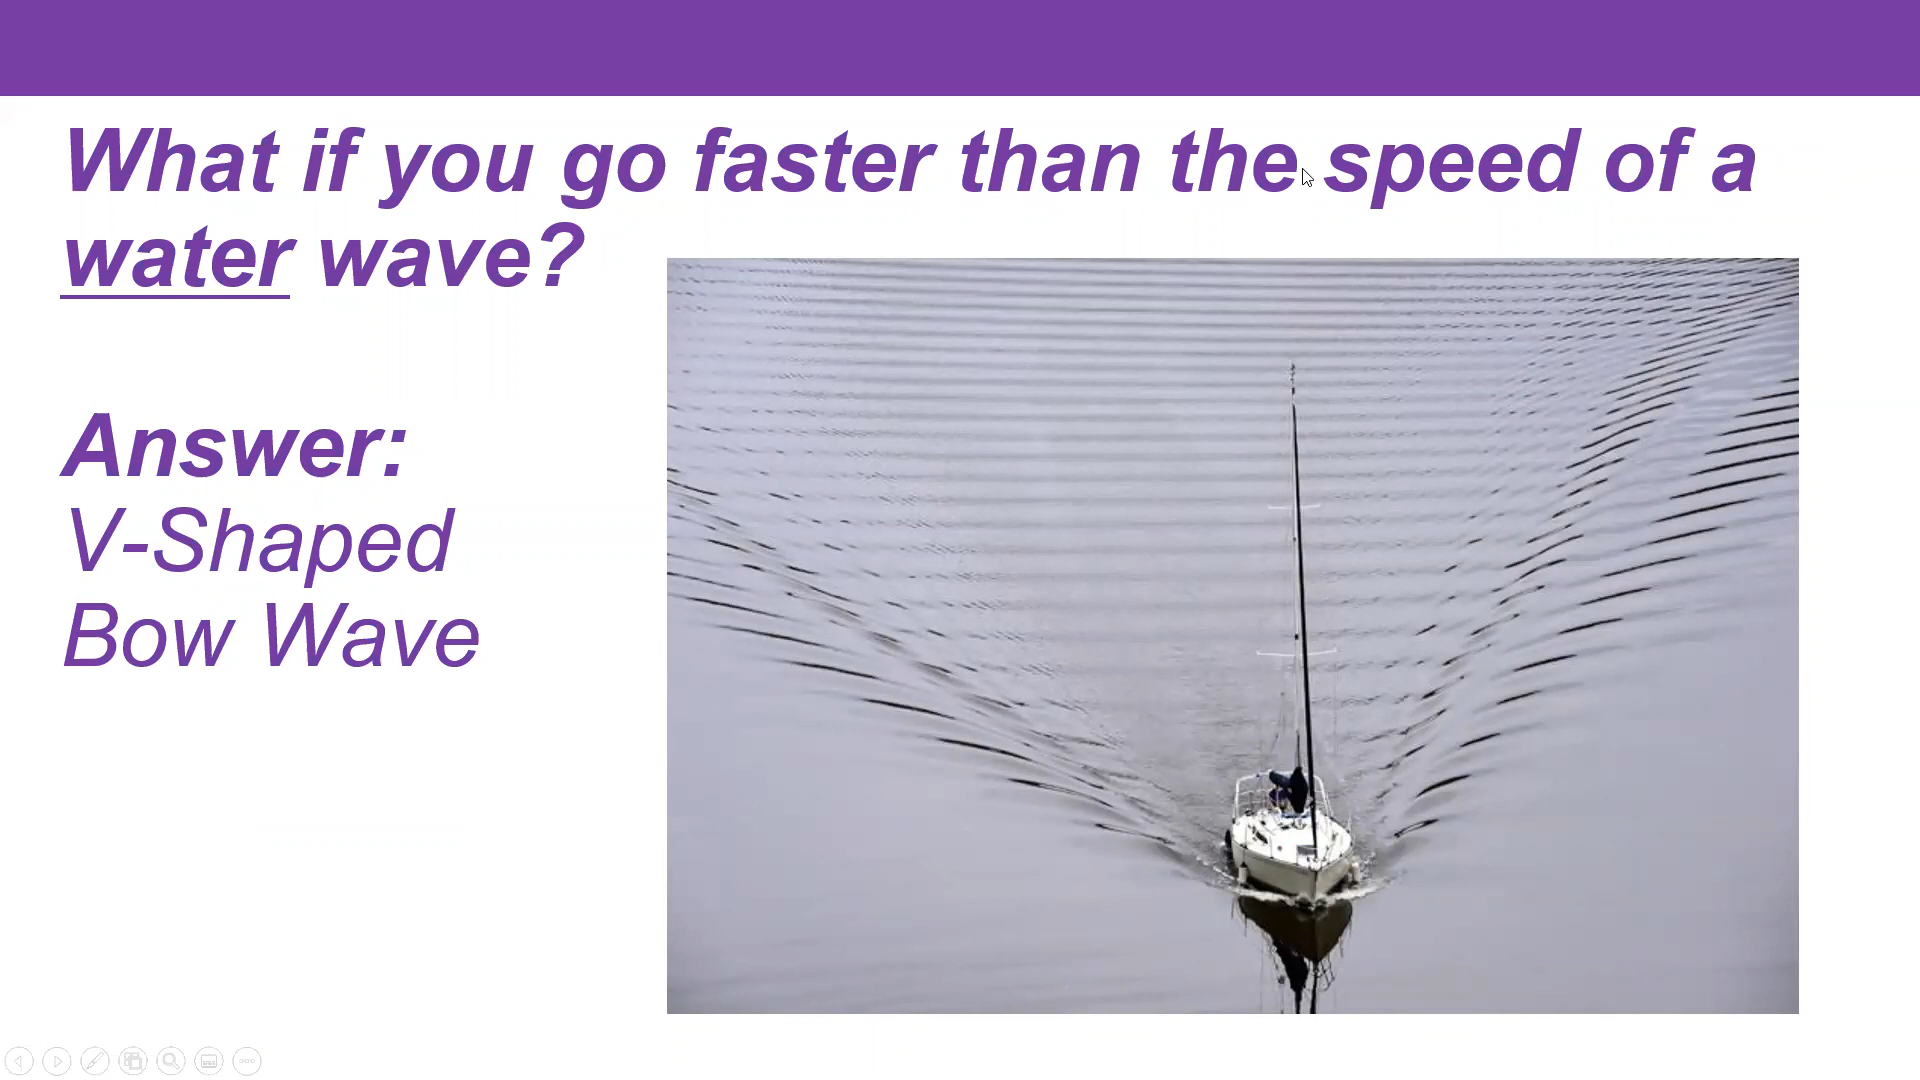 What if you go faster than the speed of a
water wave?
Answer:
V-Shaped
Bow Wave